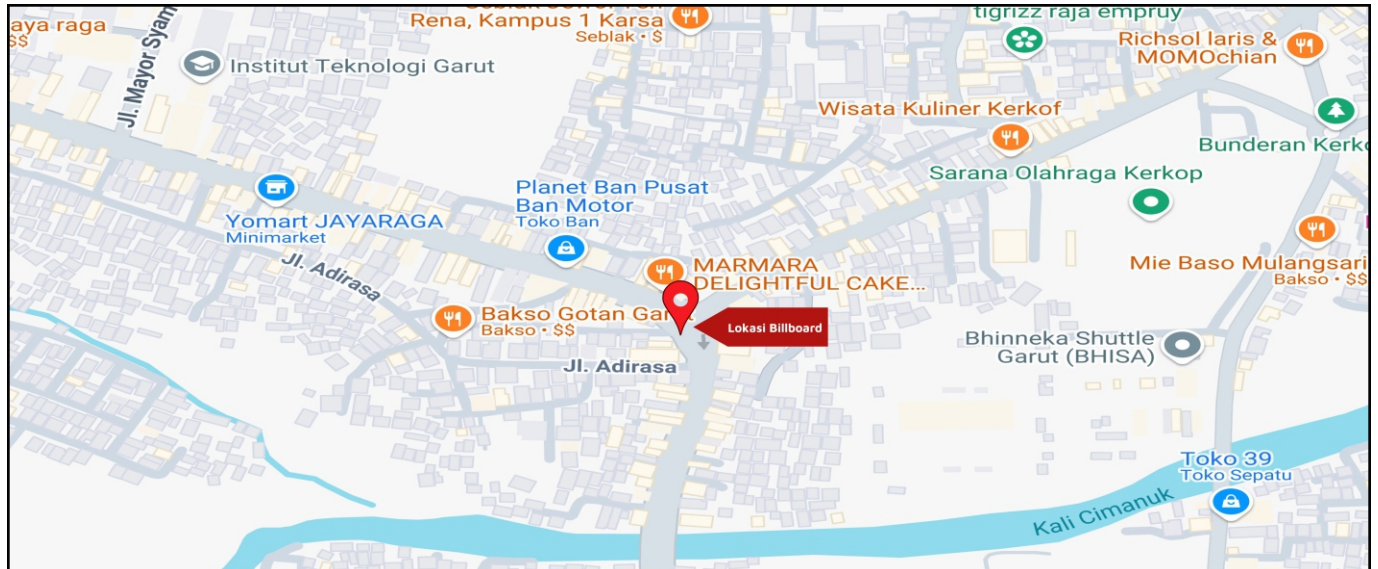 aya raga
$$
Rena, Kampus 1 Karsa
Seblak • $
Jl. Mayor Syam
Institut Teknologi Garut
tigrizz raja empruy
Richsol laris &
MOMOchian
Wisata Kuliner Kerkof
Bunderan Kerko
Sarana Olahraga Kerkop
Planet Ban Pusat
Ban Motor
Toko Ban
Yomart JAYARAGA
Minimarket
Jl. Adirasa
MARMARA
DELIGHTFUL CAKE...
Mie Baso Mulangsari
Bakso • $$
Bakso Gotan Ga
Bakso • $$
Lokasi Billboard
Bhinneka Shuttle
Garut (BHISA)
Jl. Adirasa
Toko 39
Toko Sepatu
Kali Cimanuk